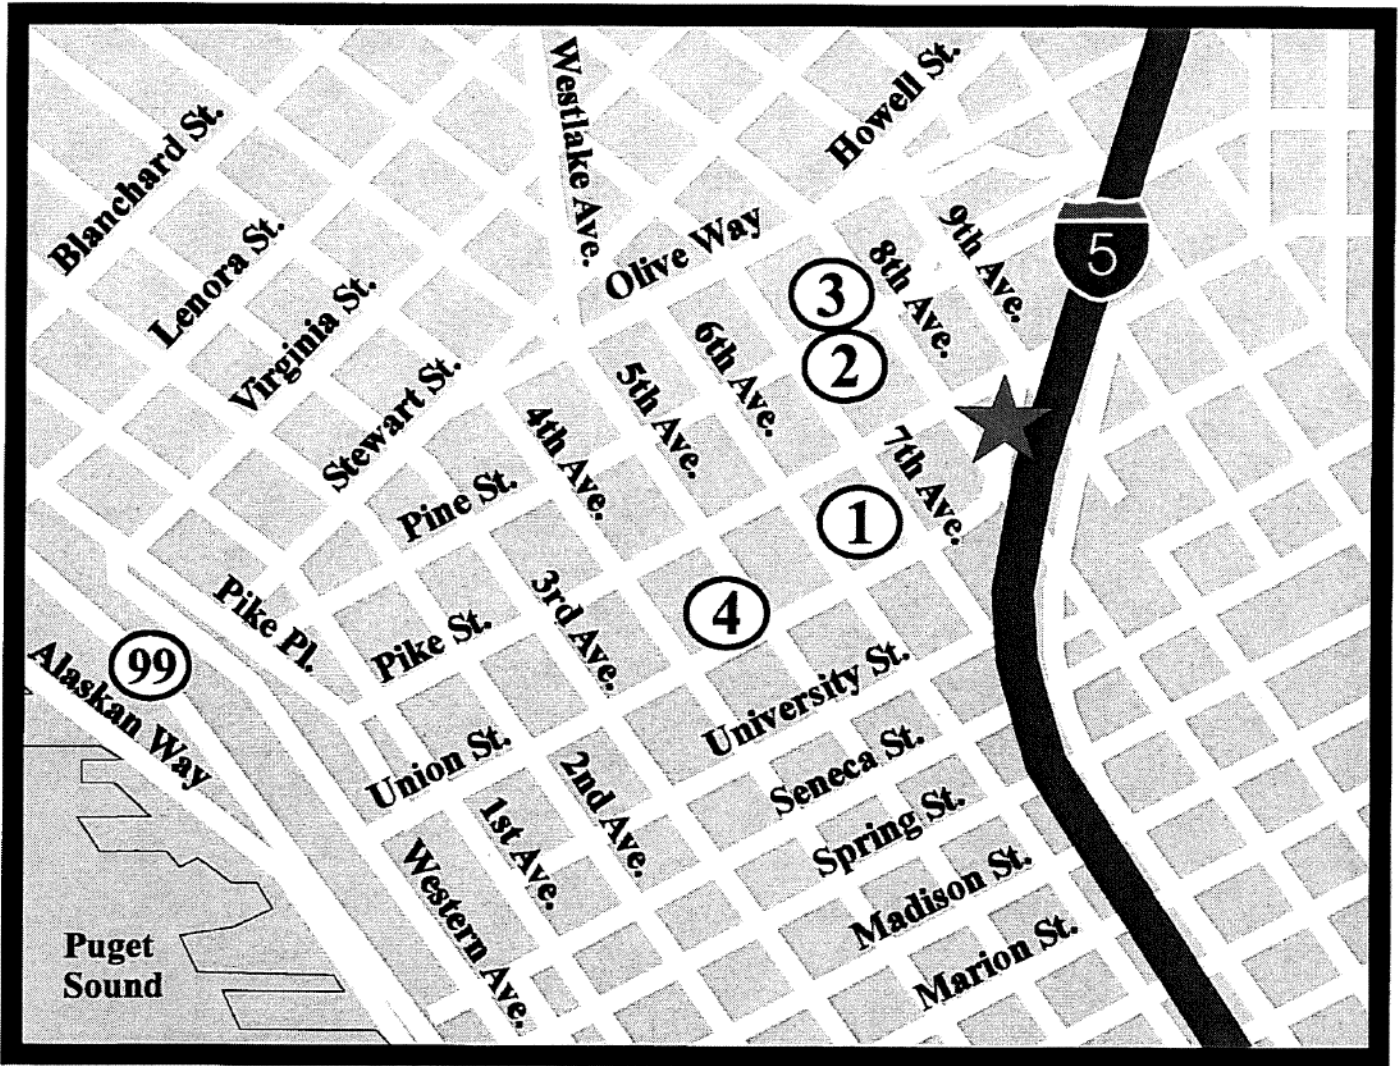 Westlake Ave.
Howell St.
Blanchard St.
Lenora St.
Olive Way
9th Ave.
8th Ave.
5
Virginia St.
3
6th Ave.
2
Stewart St.
5th Ave.
4th Ave.
7th Ave.
Pine St.
1
3rd Ave.
Pike Pl.
4
Pike St.
99
Alaskan Way
University St.
Union St.
2nd Ave.
Seneca St.
1st Ave.
Spring St.
Western Ave.
Madison St.
Marion St.
Puget
Sound